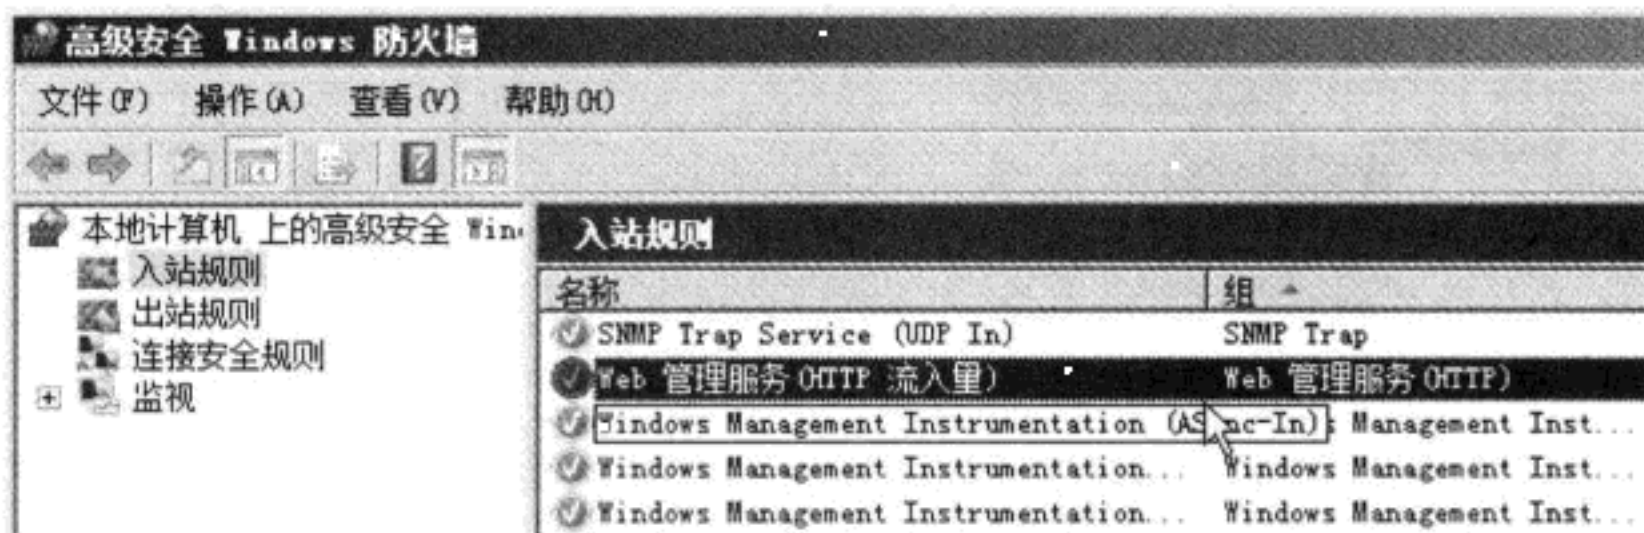 高级安全 Windows 防火墙
文件(F) 操作(A) 查看(V) 帮助(H)
本地计算机 上的高级安全 Win
入站规则
出站规则
连接安全规则
监视
入站规则
名称 组
SNMP Trap Service (UDP In) SNMP Trap
Web 管理服务(HTTP 流入量) Web 管理服务(HTTP)
Windows Management Instrumentation (AS nc-In) s Management Inst...
Windows Management Instrumentation... Windows Management Inst...
Windows Management Instrumentation... Windows Management Inst...